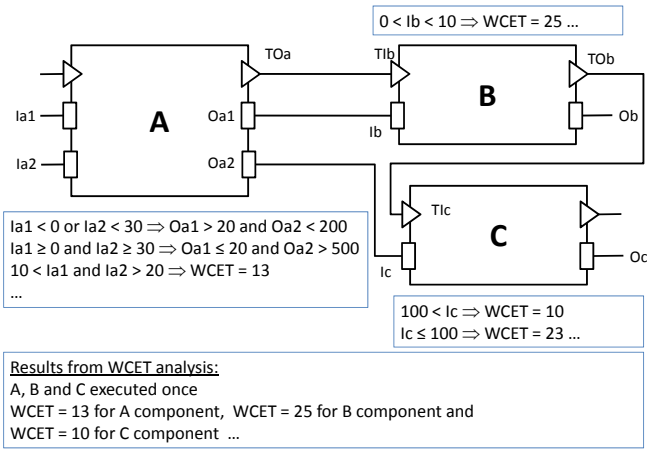 0 < Ib < 10 ⇒ WCET = 25 ...
TOa
TIb
TOb
A
B
Ia1
Oa1
Ib
Ob
Ia2
Oa2
TIc
C
Ic
Oc
Ia1 < 0 or Ia2 < 30 ⇒ Oa1 > 20 and Oa2 < 200
Ia1 ≥ 0 and Ia2 ≥ 30 ⇒ Oa1 ≤ 20 and Oa2 > 500
10 < Ia1 and Ia2 > 20 ⇒ WCET = 13
...
100 < Ic ⇒ WCET = 10
Ic ≤ 100 ⇒ WCET = 23 ...
Results from WCET analysis:
A, B and C executed once
WCET = 13 for A component, WCET = 25 for B component and
WCET = 10 for C component ...